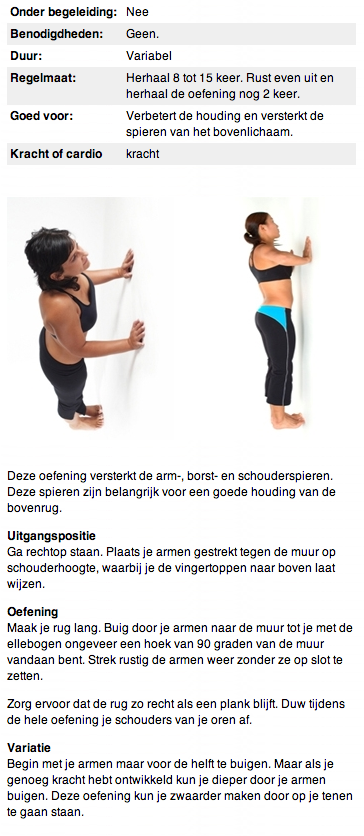 Onder begeleiding: Nee
Benodigdheden: Geen.
Duur: Variabel
Regelmaat: Herhaal 8 tot 15 keer. Rust even uit en
herhaal de oefening nog 2 keer.
Goed voor: Verbetert de houding en versterkt de
spieren van het bovenlichaam.
Kracht of cardio kracht
Deze oefening versterkt de arm-, borst- en schouderspieren.
Deze spieren zijn belangrijk voor een goede houding van de
bovenrug.
Uitgangspositie
Ga rechtop staan. Plaats je armen gestrekt tegen de muur op
schouderhoogte, waarbij je de vingertoppen naar boven laat
wijzen.
Oefening
Maak je rug lang. Buig door je armen naar de muur tot je met de
ellebogen ongeveer een hoek van 90 graden van de muur
vandaan bent. Strek rustig de armen weer zonder ze op slot te
zetten.
Zorg ervoor dat de rug zo recht als een plank blijft. Duw tijdens
de hele oefening je schouders van je oren af.
Variatie
Begin met je armen maar voor de helft te buigen. Maar als je
genoeg kracht hebt ontwikkeld kun je dieper door je armen
buigen. Deze oefening kun je zwaarder maken door op je tenen
te gaan staan.